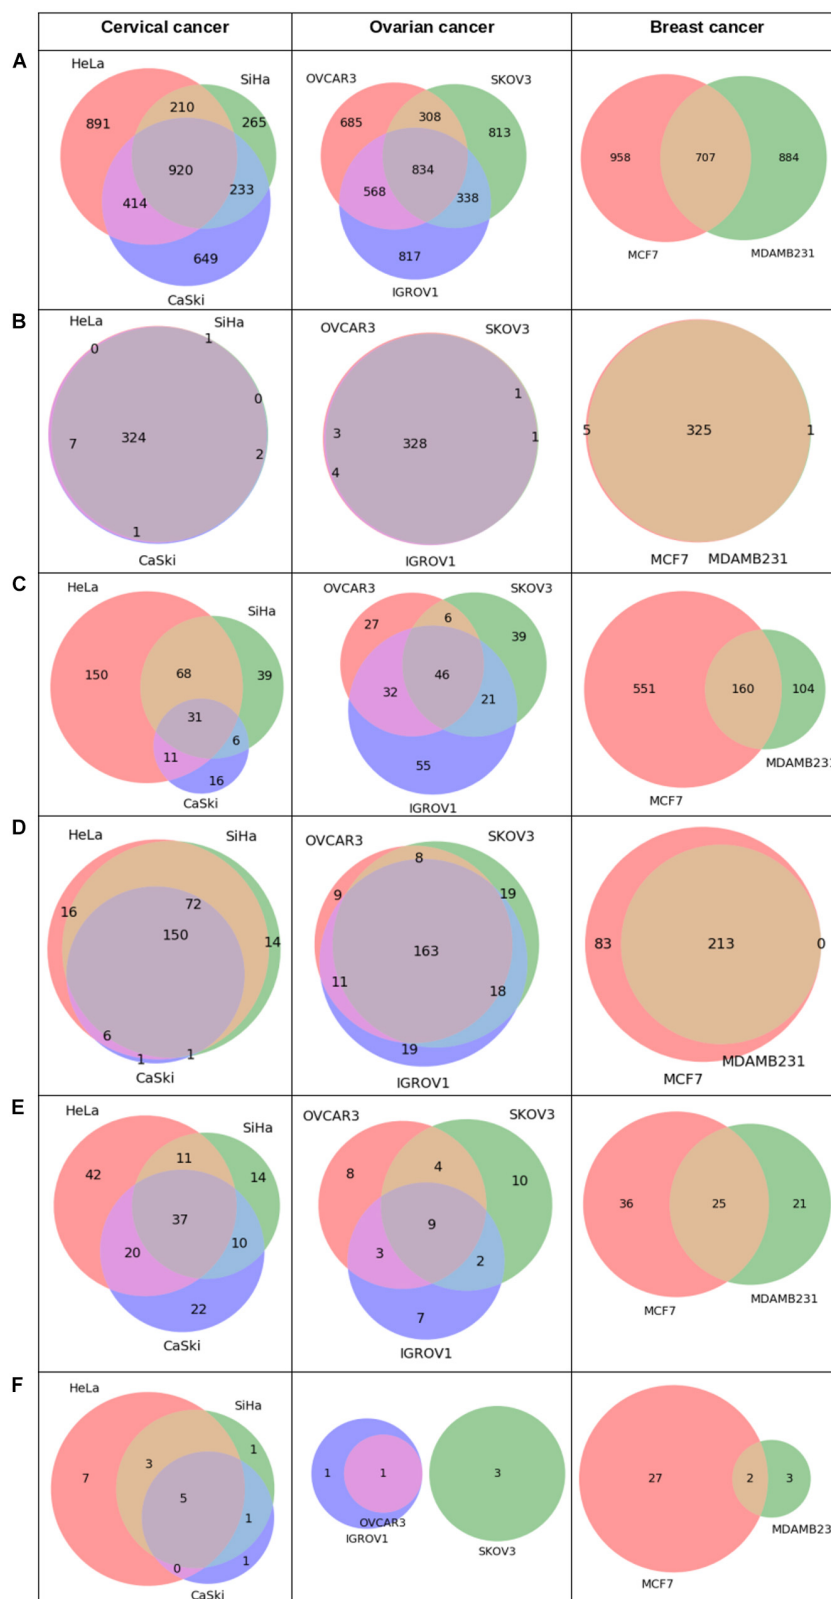 Cervical cancer Ovarian cancer Breast cancer
A
HeLa
SiHa
891
210
265
920
414
233
649
CaSki
OVCAR3
SKOV3
685
308
813
834
568
338
817
IGROV1
958
707
884
MCF7
MDAMB231
B
HeLa
SiHa
0
1
0
324
7
2
1
CaSki
OVCAR3
SKOV3
1
3
328
1
4
IGROV1
5
325
1
MCF7 MDAMB231
C
HeLa
SiHa
150
68
39
31
11
6
16
CaSki
OVCAR3
SKOV3
27
6
39
46
32
21
55
IGROV1
551
160
104
MDAMB231
MCF7
D
HeLa
SiHa
16
72
150
14
6
1
1
CaSki
OVCAR3
SKOV3
8
9
19
163
11
18
19
IGROV1
83
213
0
MDAMB231
MCF7
E
HeLa
SiHa
42
11
14
37
20
10
22
CaSki
OVCAR3
SKOV3
8
4
10
9
3
2
7
IGROV1
36
25
21
MDAMB231
MCF7
F
HeLa
SiHa
7
3
1
5
1
0
1
CaSki
1
1
3
OVCAR3
IGROV1
SKOV3
27
2
3
MDAMB23
MCF7